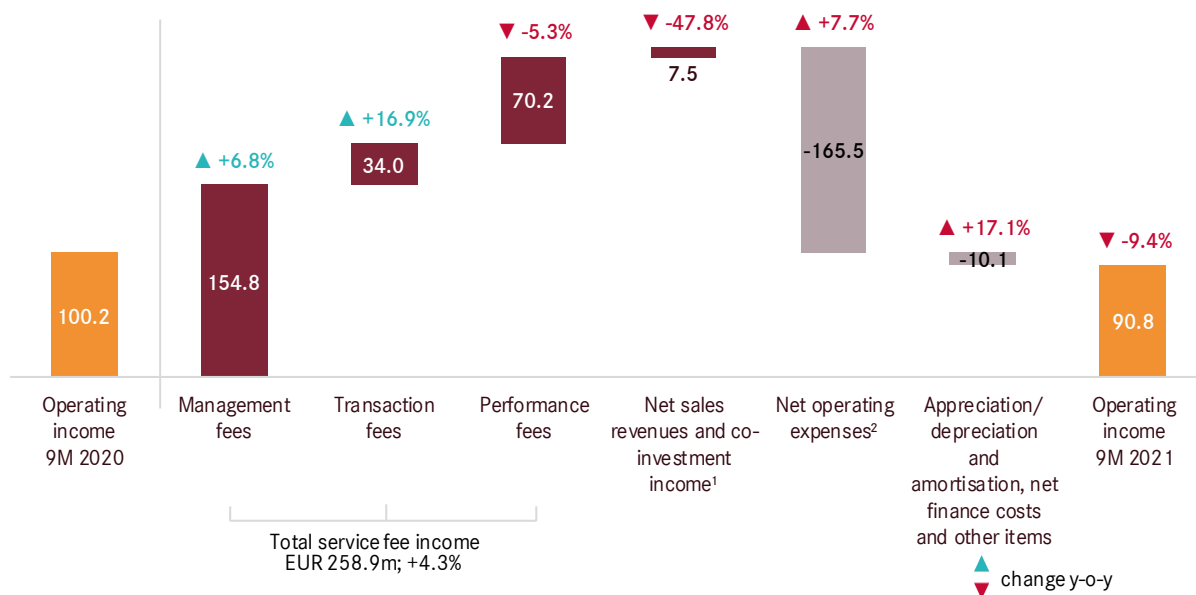 ▼ -5.3%
▼ -47.8%
▲ +7.7%
▲ +16.9%
▲ +6.8%
▲ +17.1%
▼ -9.4%
100.2
154.8
34.0
70.2
7.5
-165.5
-10.1
90.8
Operating
income
9M 2020
Management
fees
Transaction
fees
Performance
fees
Net sales
revenues and co-
investment
income¹
Net operating
expenses²
Appreciation/
depreciation
and
amortisation, net
finance costs
and other items
Operating
income
9M 2021
Total service fee income
EUR 258.9m; +4.3%
▲
▼ change y-o-y